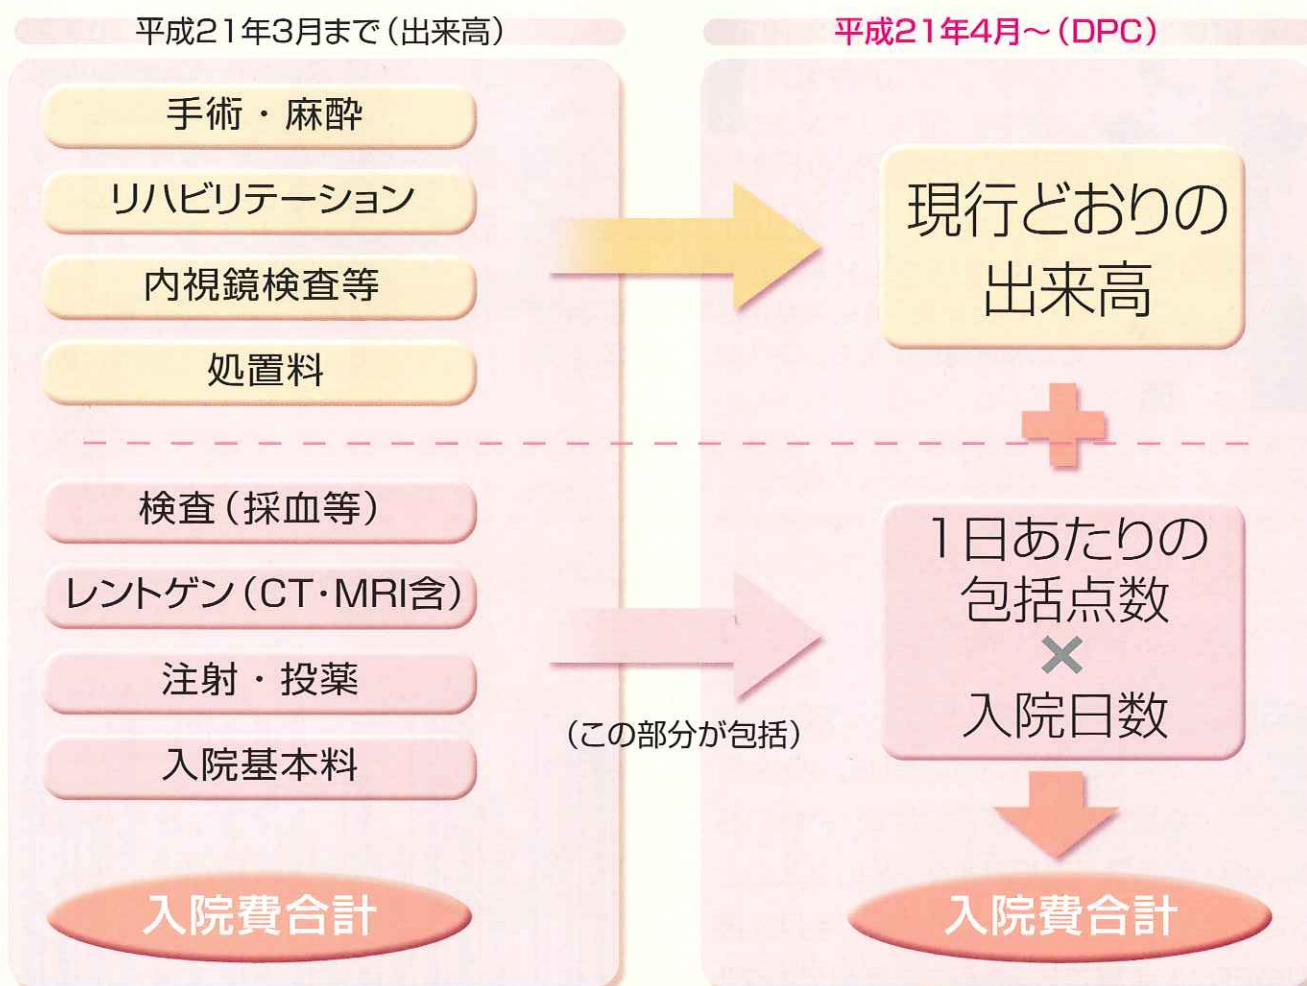 平成21年3月まで(出来高)
手術・麻酔
リハビリテーション
内視鏡検査等
処置料
検査(採血等)
レントゲン(CT・MRI含)
注射・投薬
入院基本料
入院費合計
(この部分が包括)
平成21年4月〜(DPC)
現行どおりの
出来高
+
1日あたりの
包括点数
×
入院日数
入院費合計